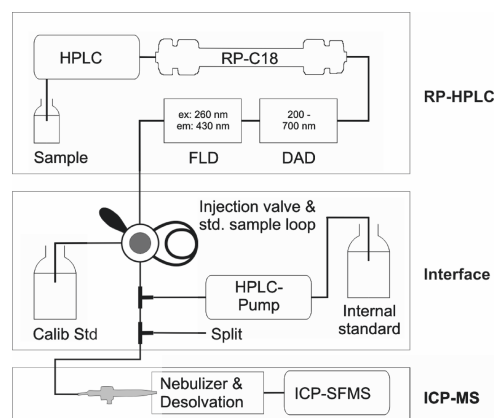 HPLC
RP-C18
RP-HPLC
ex: 260 nm
em: 430 nm
200 -
700 nm
Sample
FLD
DAD
Injection valve &
std. sample loop
Interface
HPLC-
Pump
Calib Std
Split
Internal
standard
Nebulizer &
Desolvation
ICP-SFMS
ICP-MS